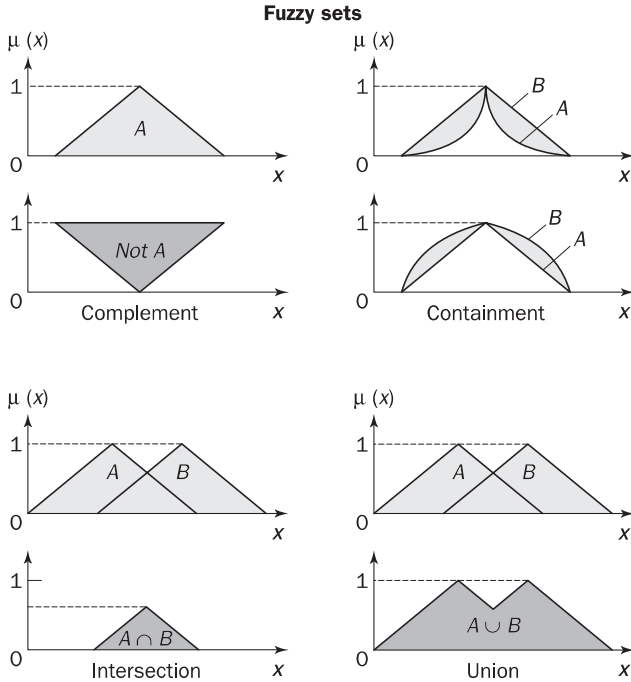 Fuzzy sets
μ (x)
1
A
0
x
1
Not A
0
Complement
x
μ (x)
1
B
A
0
x
1
B
A
0
Containment
x
μ (x)
1
A
B
0
x
1
A ∩ B
0
Intersection
x
μ (x)
1
A
B
0
x
1
A ∪ B
0
Union
x